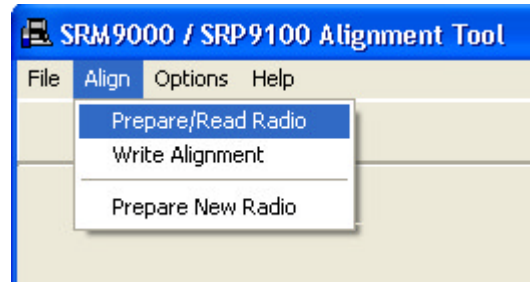 SRM9000 / SRP9100 Alignment Tool
File Align Options Help
Prepare/Read Radio
Write Alignment
Prepare New Radio